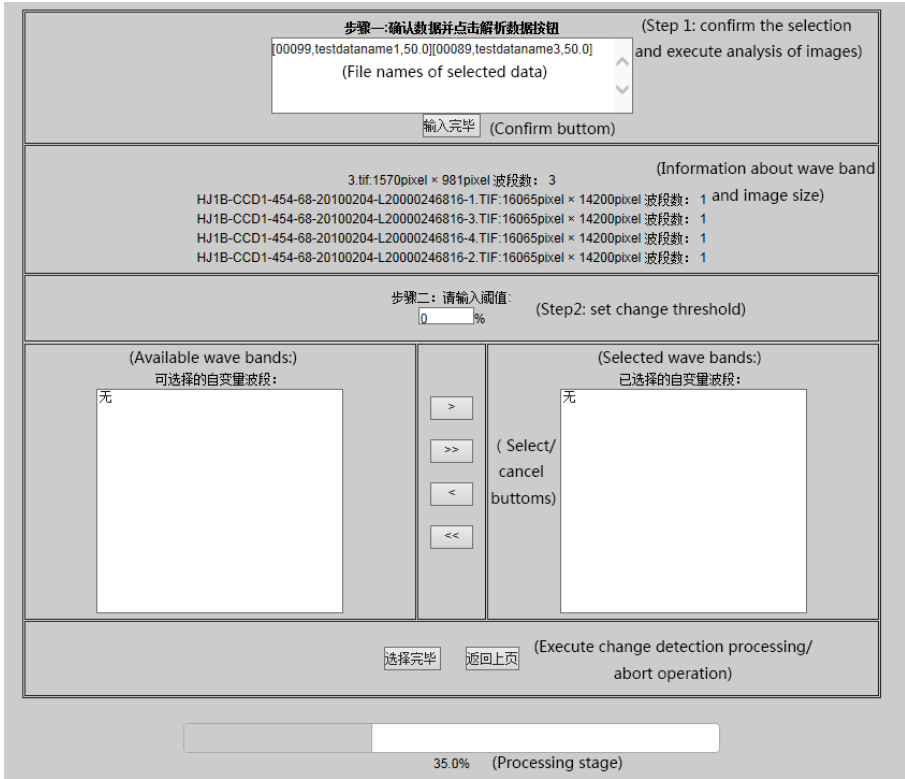 步骤一:确认数据并点击解析数据按钮
(Step 1: confirm the selection
and execute analysis of images)
[00099,testdataname1,50.0][00089,testdataname3,50.0]
(File names of selected data)
输入完毕
(Confirm buttom)
(Information about wave band
and image size)
3.tif:1570pixel × 981pixel 波段数： 3
HJ1B-CCD1-454-68-20100204-L20000246816-1.TIF:16065pixel × 14200pixel 波段数： 1
HJ1B-CCD1-454-68-20100204-L20000246816-3.TIF:16065pixel × 14200pixel 波段数： 1
HJ1B-CCD1-454-68-20100204-L20000246816-4.TIF:16065pixel × 14200pixel 波段数： 1
HJ1B-CCD1-454-68-20100204-L20000246816-2.TIF:16065pixel × 14200pixel 波段数： 1
步骤二：请输入阈值:
0 %
(Step2: set change threshold)
(Available wave bands:)
可选择的自变量波段：
无
>
>>
<
<<
( Select/
cancel
buttoms)
(Selected wave bands:)
已选择的自变量波段：
无
选择完毕
返回上页
(Execute change detection processing/
abort operation)
35.0%
(Processing stage)